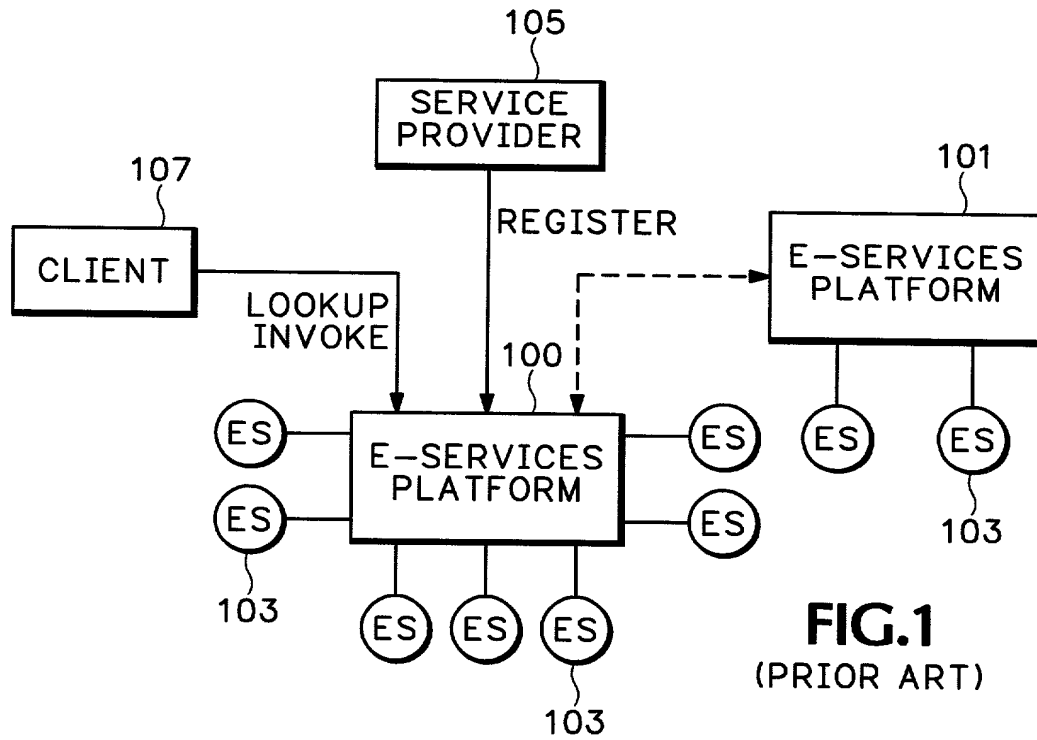 105
SERVICE
PROVIDER
107
CLIENT
REGISTER
101
E-SERVICES
PLATFORM
LOOKUP
INVOKE
100
E-SERVICES
PLATFORM
ES
ES
103
ES
ES
ES
ES
ES
103
ES
ES
103
FIG.1
(PRIOR ART)